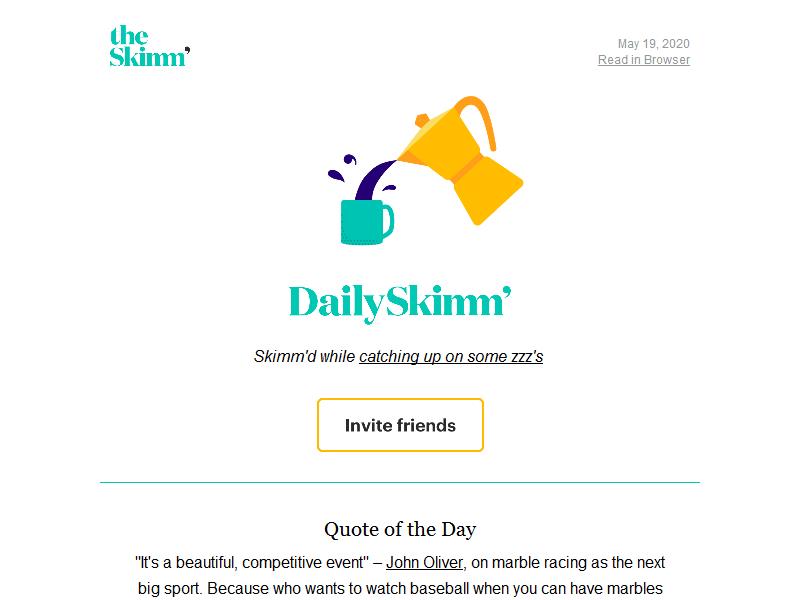 the
Skimm'
May 19, 2020
Read in Browser
DailySkimm'
Skimm'd while catching up on some zzz's
Invite friends
Quote of the Day
"It's a beautiful, competitive event" – John Oliver, on marble racing as the next
big sport. Because who wants to watch baseball when you can have marbles